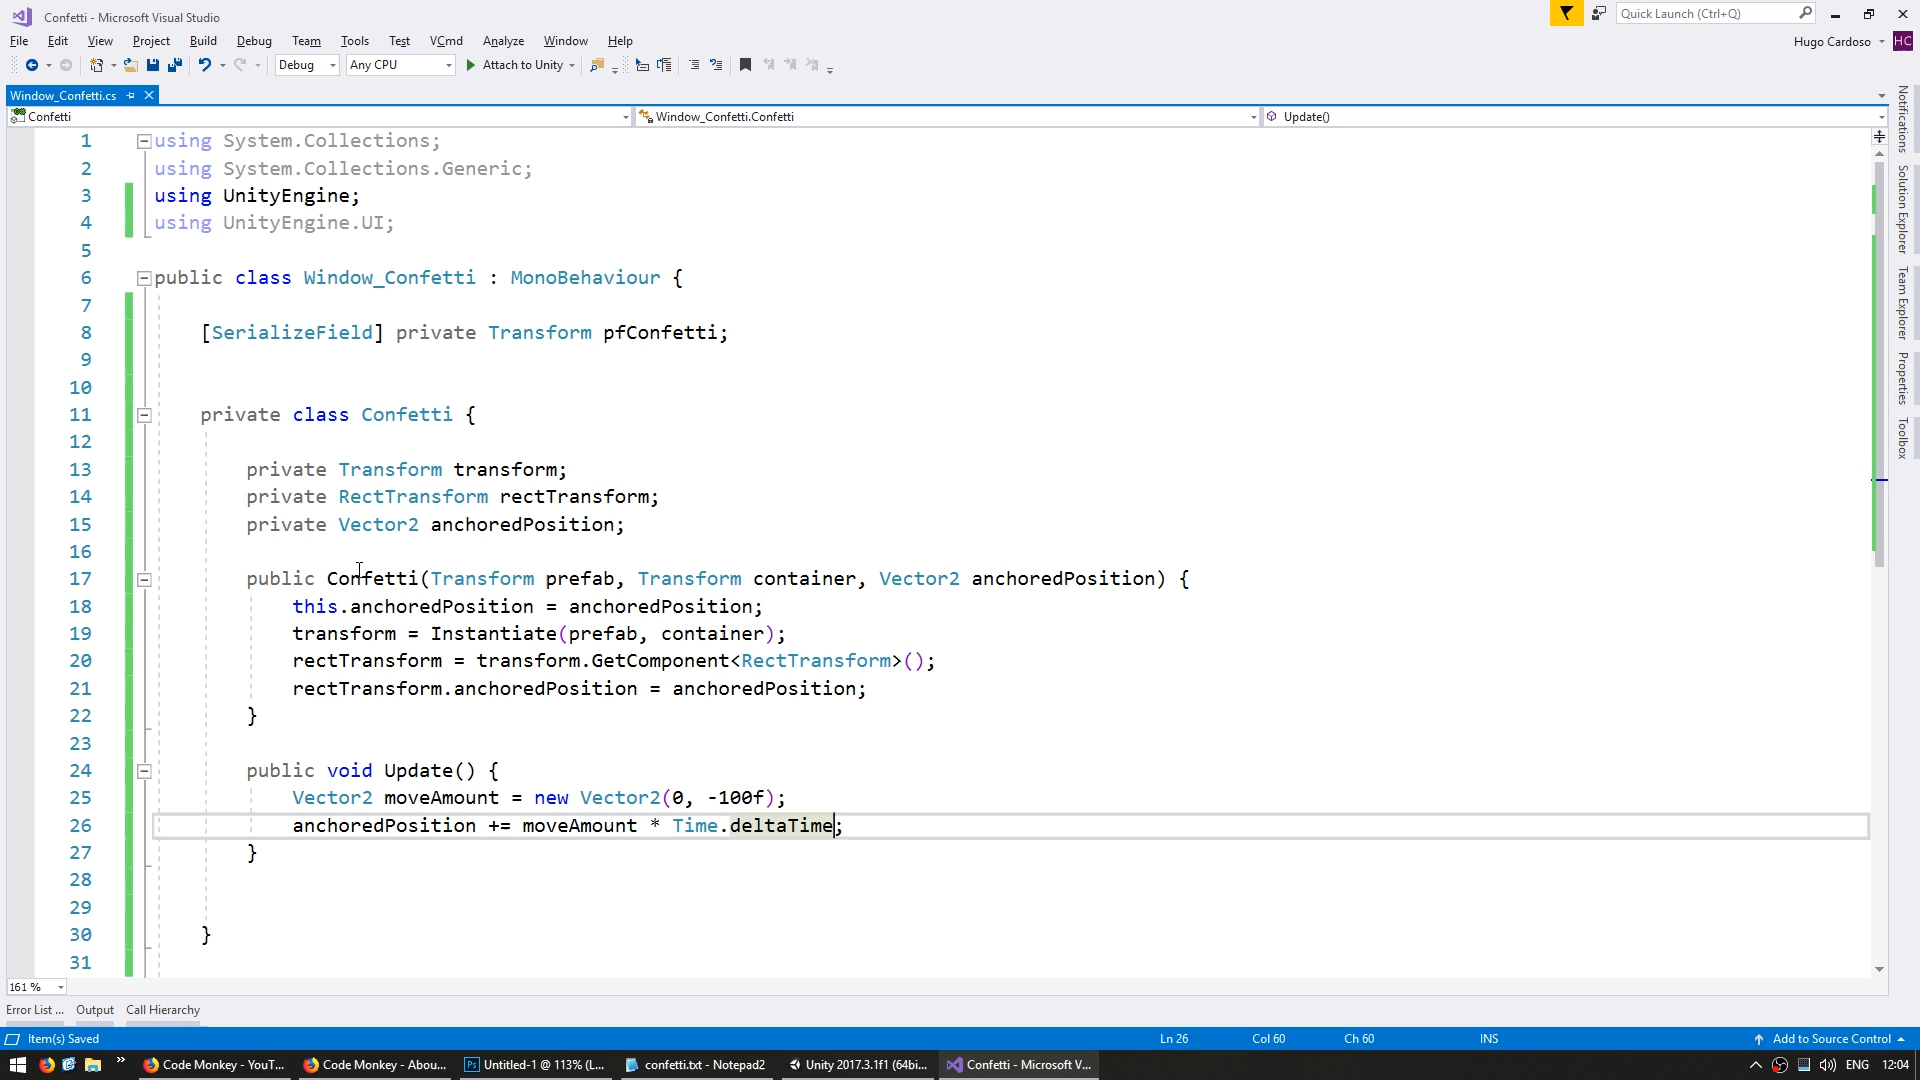 Confetti - Microsoft Visual Studio
Quick Launch (Ctrl+Q)
File Edit View Project Build Debug Team Tools Test VCmd Analyze Window Help
Hugo Cardoso HC
Debug Any CPU Attach to Unity
Window_Confetti.cs
Confetti Window_Confetti.Confetti Update()
1 using System.Collections;
2 using System.Collections.Generic;
3 using UnityEngine;
4 using UnityEngine.UI;
5
6 public class Window_Confetti : MonoBehaviour {
7
8 [SerializeField] private Transform pfConfetti;
9
10
11 private class Confetti {
12
13 private Transform transform;
14 private RectTransform rectTransform;
15 private Vector2 anchoredPosition;
16
17 public Confetti(Transform prefab, Transform container, Vector2 anchoredPosition) {
18 this.anchoredPosition = anchoredPosition;
19 transform = Instantiate(prefab, container);
20 rectTransform = transform.GetComponent<RectTransform>();
21 rectTransform.anchoredPosition = anchoredPosition;
22 }
23
24 public void Update() {
25 Vector2 moveAmount = new Vector2(0, -100f);
26 anchoredPosition += moveAmount * Time.deltaTime;
27 }
28
29
30 }
31
Notifications
Solution Explorer
Team Explorer
Properties
Toolbox
161 %
Error List ... Output Call Hierarchy
Item(s) Saved Ln 26 Col 60 Ch 60 INS Add to Source Control
Code Monkey - YouT... Code Monkey - Abou... Ps Untitled-1 @ 113% (L... confetti.txt - Notepad2 Unity 2017.3.1f1 (64bi... Confetti - Microsoft V... ENG 12:04